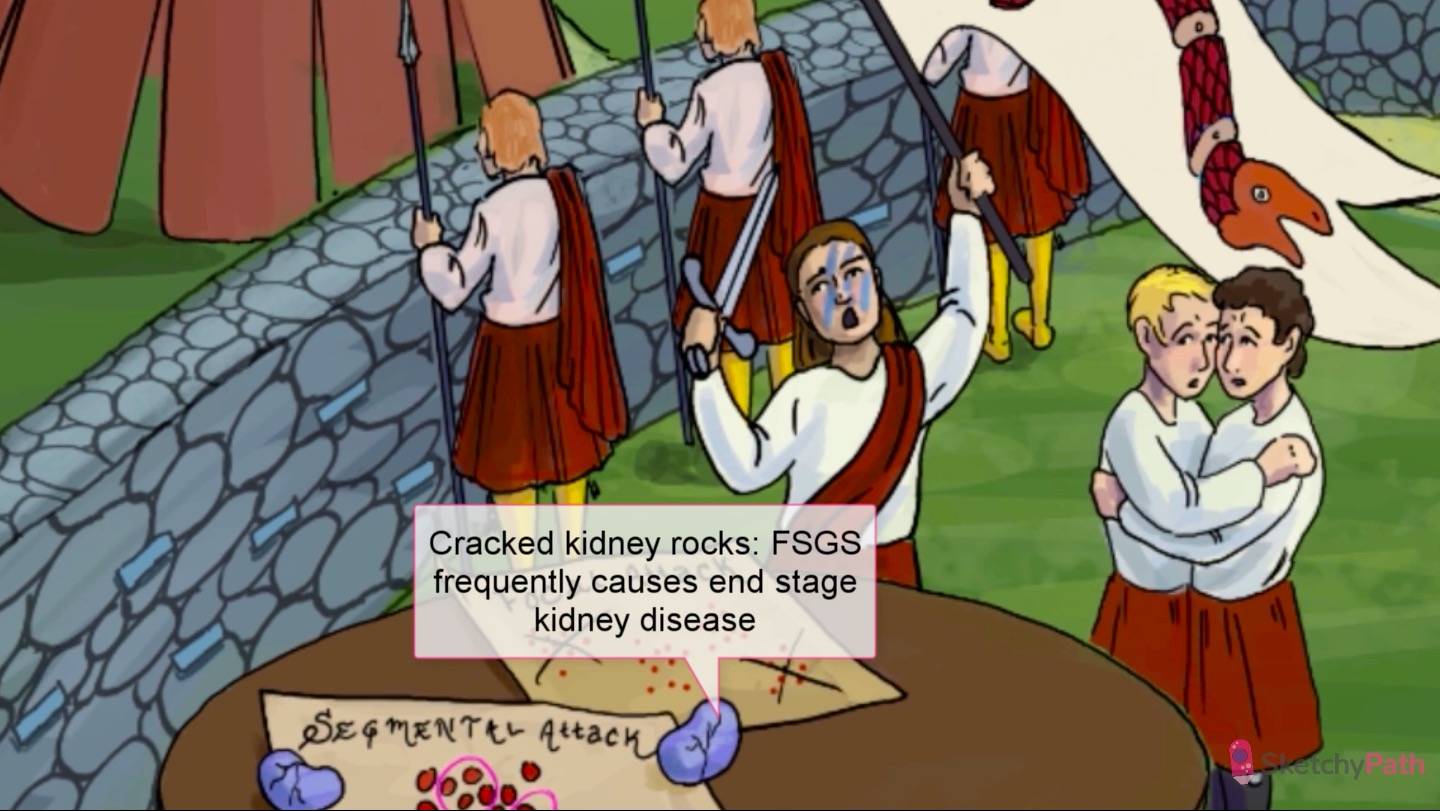 Cracked kidney rocks: FSGS
frequently causes end stage
kidney disease
SEGMENTAL Attack
SketchyPath